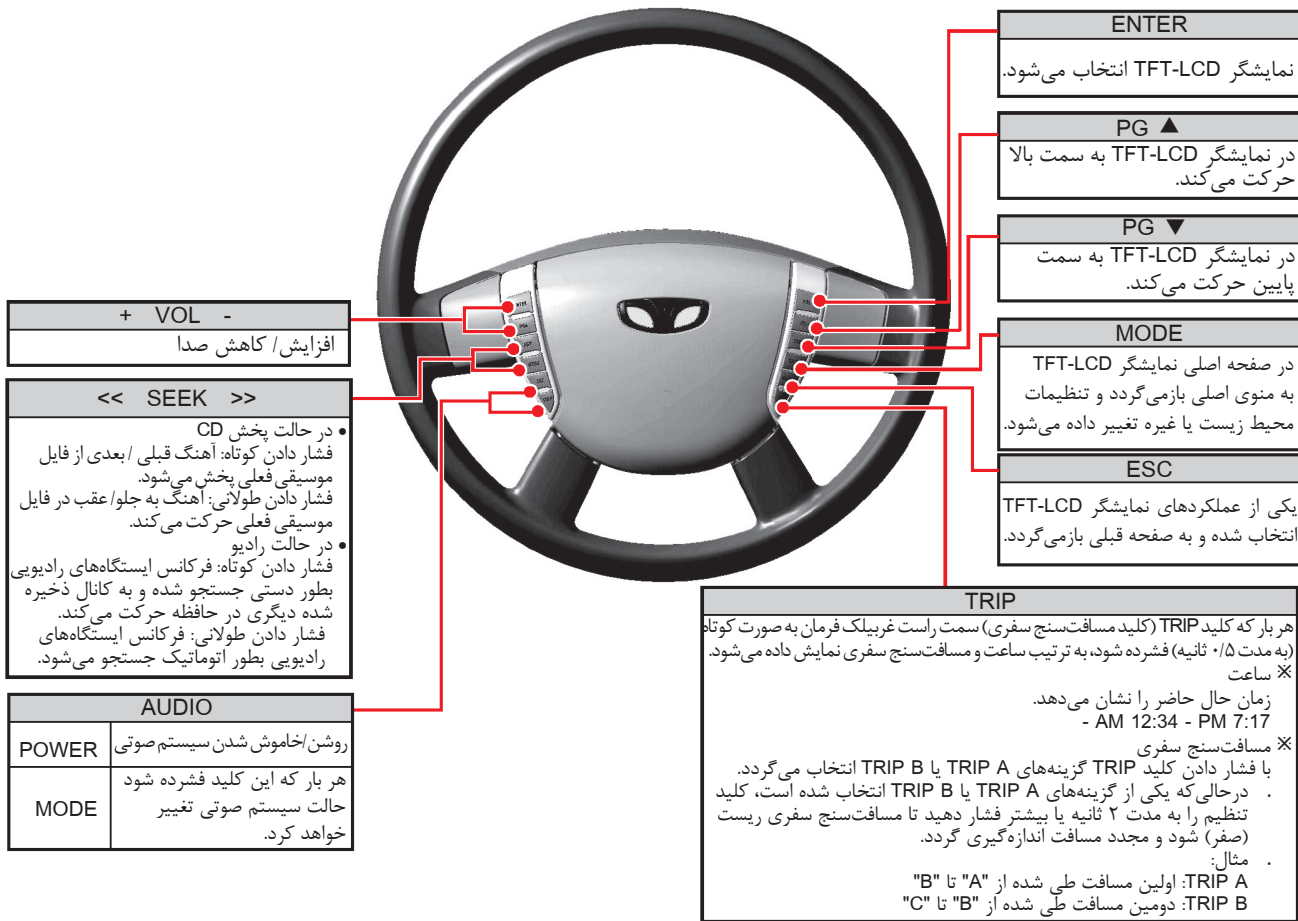 ENTER
نمایشگر TFT-LCD انتخاب می‌شود.
PG ▲
در نمایشگر TFT-LCD به سمت بالا
حرکت می‌کند.
PG ▼
در نمایشگر TFT-LCD به سمت
پایین حرکت می‌کند.
MODE
در صفحه اصلی نمایشگر TFT-LCD
به منوی اصلی بازمی‌گردد و تنظیمات
محیط زیست یا غیره تغییر داده می‌شود.
ESC
یکی از عملکردهای نمایشگر TFT-LCD
انتخاب شده و به صفحه قبلی بازمی‌گردد.
+ VOL -
افزایش/ کاهش صدا
<< SEEK >>
• در حالت پخش CD
فشار دادن کوتاه: آهنگ قبلی / بعدی از فایل
موسیقی فعلی پخش می‌شود.
فشار دادن طولانی: آهنگ به جلو/ عقب در فایل
موسیقی فعلی حرکت می‌کند.
• در حالت رادیو
فشار دادن کوتاه: فرکانس ایستگاه‌های رادیویی
بطور دستی جستجو شده و به کانال ذخیره
شده دیگری در حافظه حرکت می‌کند.
فشار دادن طولانی: فرکانس ایستگاه‌های
رادیویی بطور اتوماتیک جستجو می‌شود.
AUDIO
POWER
روشن/خاموش شدن سیستم صوتی
MODE
هر بار که این کلید فشرده شود
حالت سیستم صوتی تغییر
خواهد کرد.
TRIP
هر بار که کلید TRIP (کلید مسافت‌سنج سفری) سمت راست غربیلک فرمان به صورت کوتاه
(به مدت ۰/۵ ثانیه) فشرده شود، به ترتیب ساعت و مسافت‌سنج سفری نمایش داده می‌شود.
※ ساعت
زمان حال حاضر را نشان می‌دهد.
- AM 12:34 - PM 7:17
※ مسافت‌سنج سفری
با فشار دادن کلید TRIP گزینه‌های TRIP A یا TRIP B انتخاب می‌گردد.
. درحالی‌که یکی از گزینه‌های TRIP A یا TRIP B انتخاب شده است، کلید
تنظیم را به مدت ۲ ثانیه یا بیشتر فشار دهید تا مسافت‌سنج سفری ریست
(صفر) شود و مجدد مسافت اندازه‌گیری گردد.
. مثال:
TRIP A: اولین مسافت طی شده از "A" تا "B"
TRIP B: دومین مسافت طی شده از "B" تا "C"